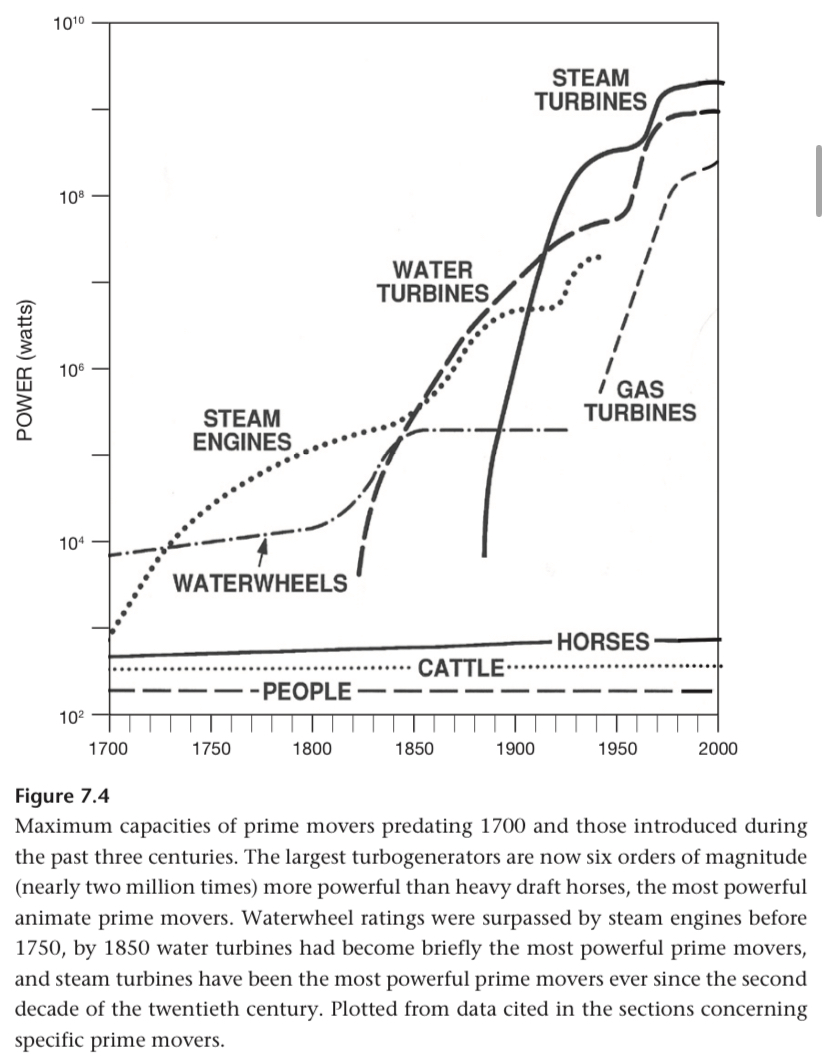 10¹⁰
STEAM
TURBINES
10⁸
WATER
TURBINES
POWER (watts)
10⁶
GAS
TURBINES
STEAM
ENGINES
10⁴
WATERWHEELS
HORSES
CATTLE
PEOPLE
10²
1700 1750 1800 1850 1900 1950 2000
Figure 7.4
Maximum capacities of prime movers predating 1700 and those introduced during
the past three centuries. The largest turbogenerators are now six orders of magnitude
(nearly two million times) more powerful than heavy draft horses, the most powerful
animate prime movers. Waterwheel ratings were surpassed by steam engines before
1750, by 1850 water turbines had become briefly the most powerful prime movers,
and steam turbines have been the most powerful prime movers ever since the second
decade of the twentieth century. Plotted from data cited in the sections concerning
specific prime movers.